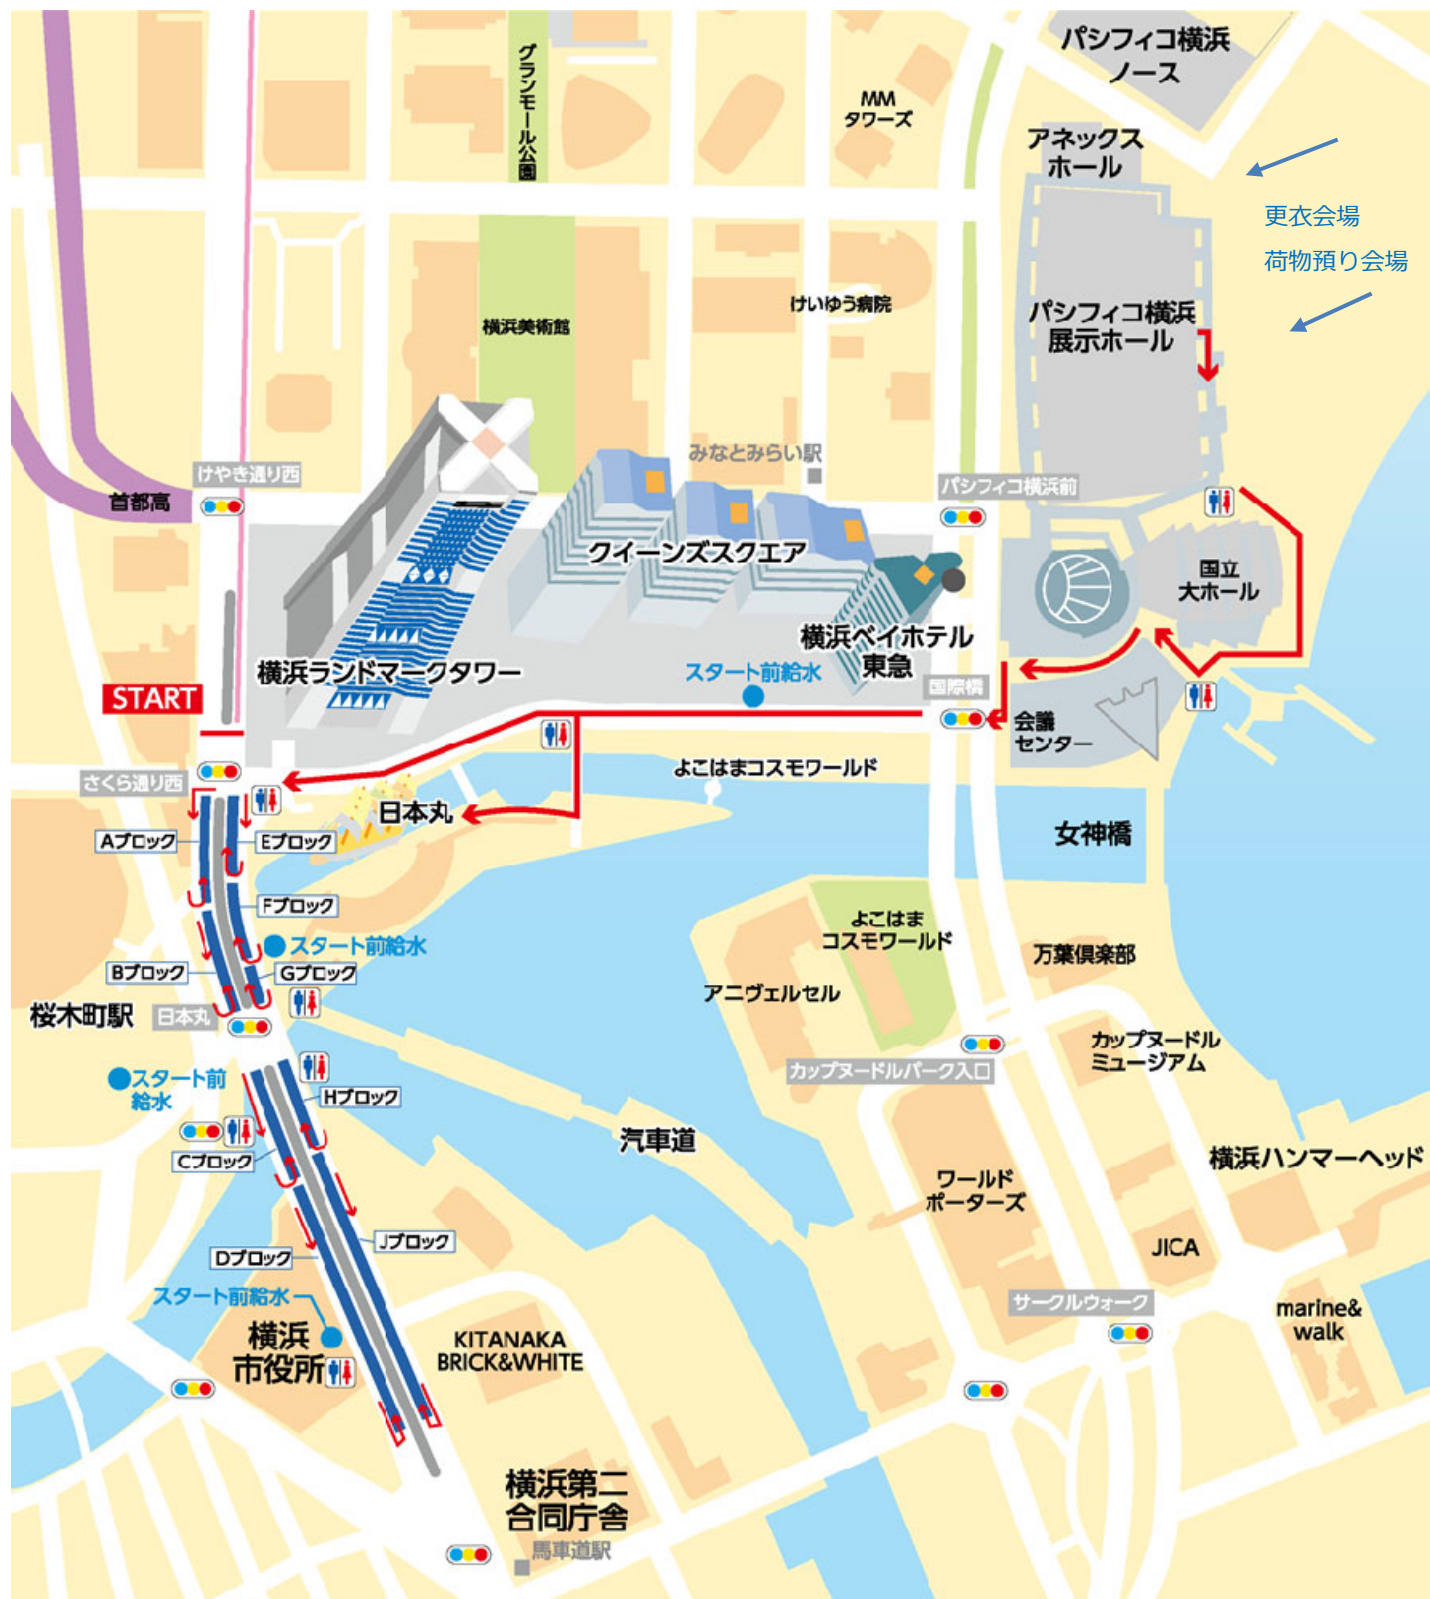 パシフィコ横浜
ノース
グランモール公園
MM
タワーズ
アネックス
ホール
更衣会場
荷物預り会場
けいゆう病院
パシフィコ横浜
展示ホール
横浜美術館
みなとみらい駅
けやき通り西
首都高
パシフィコ横浜前
クイーンズスクエア
国立
大ホール
横浜ベイホテル
東急
横浜ランドマークタワー
スタート前給水
国際橋
START
会議
センター
さくら通り西
よこはまコスモワールド
日本丸
女神橋
Aブロック
Eブロック
Fブロック
よこはま
コスモワールド
スタート前給水
万葉倶楽部
Bブロック
Gブロック
アニヴェルセル
桜木町駅
日本丸
カップヌードル
ミュージアム
カップヌードルパーク入口
スタート前
給水
Hブロック
汽車道
Cブロック
横浜ハンマーヘッド
ワールド
ポーターズ
Jブロック
Dブロック
JICA
スタート前給水
サークルウォーク
marine&
walk
横浜
市役所
KITANAKA
BRICK&WHITE
横浜第二
合同庁舎
馬車道駅